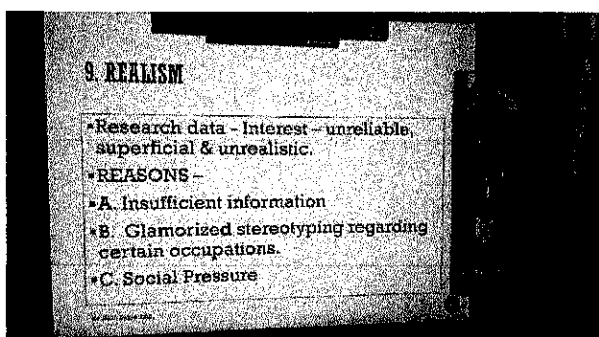 9. REALISM
▪Research data - Interest – unreliable,
superficial & unrealistic.
▪REASONS –
▪A. Insufficient information
▪B. Glamorized stereotyping regarding
certain occupations.
▪C. Social Pressure